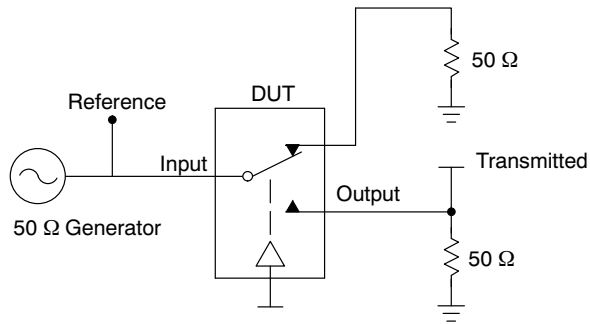 50 Ω
DUT
Reference
Input
Transmitted
Output
50 Ω Generator
50 Ω